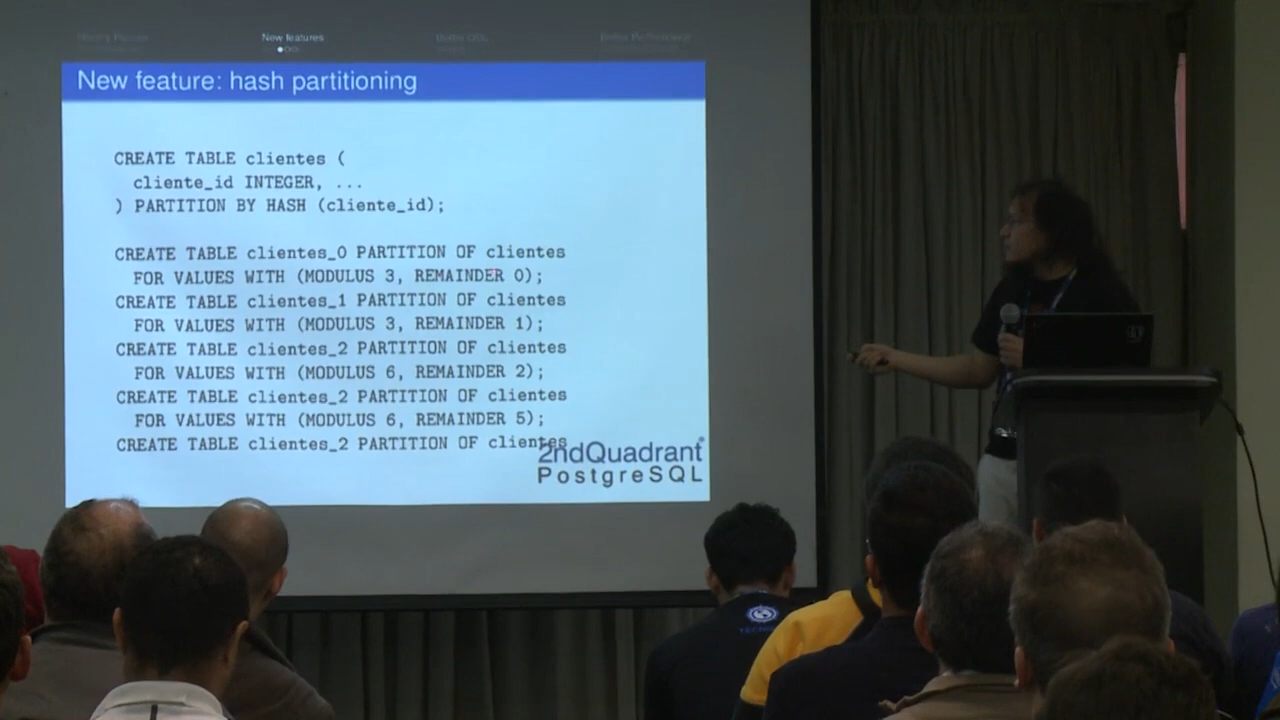 New features
New feature: hash partitioning
CREATE TABLE clientes (
cliente_id INTEGER, ...
) PARTITION BY HASH (cliente_id);
CREATE TABLE clientes_0 PARTITION OF clientes
FOR VALUES WITH (MODULUS 3, REMAINDER 0);
CREATE TABLE clientes_1 PARTITION OF clientes
FOR VALUES WITH (MODULUS 3, REMAINDER 1);
CREATE TABLE clientes_2 PARTITION OF clientes
FOR VALUES WITH (MODULUS 6, REMAINDER 2);
CREATE TABLE clientes_2 PARTITION OF clientes
FOR VALUES WITH (MODULUS 6, REMAINDER 5);
CREATE TABLE clientes_2 PARTITION OF clientes
2ndQuadrant
PostgreSQL